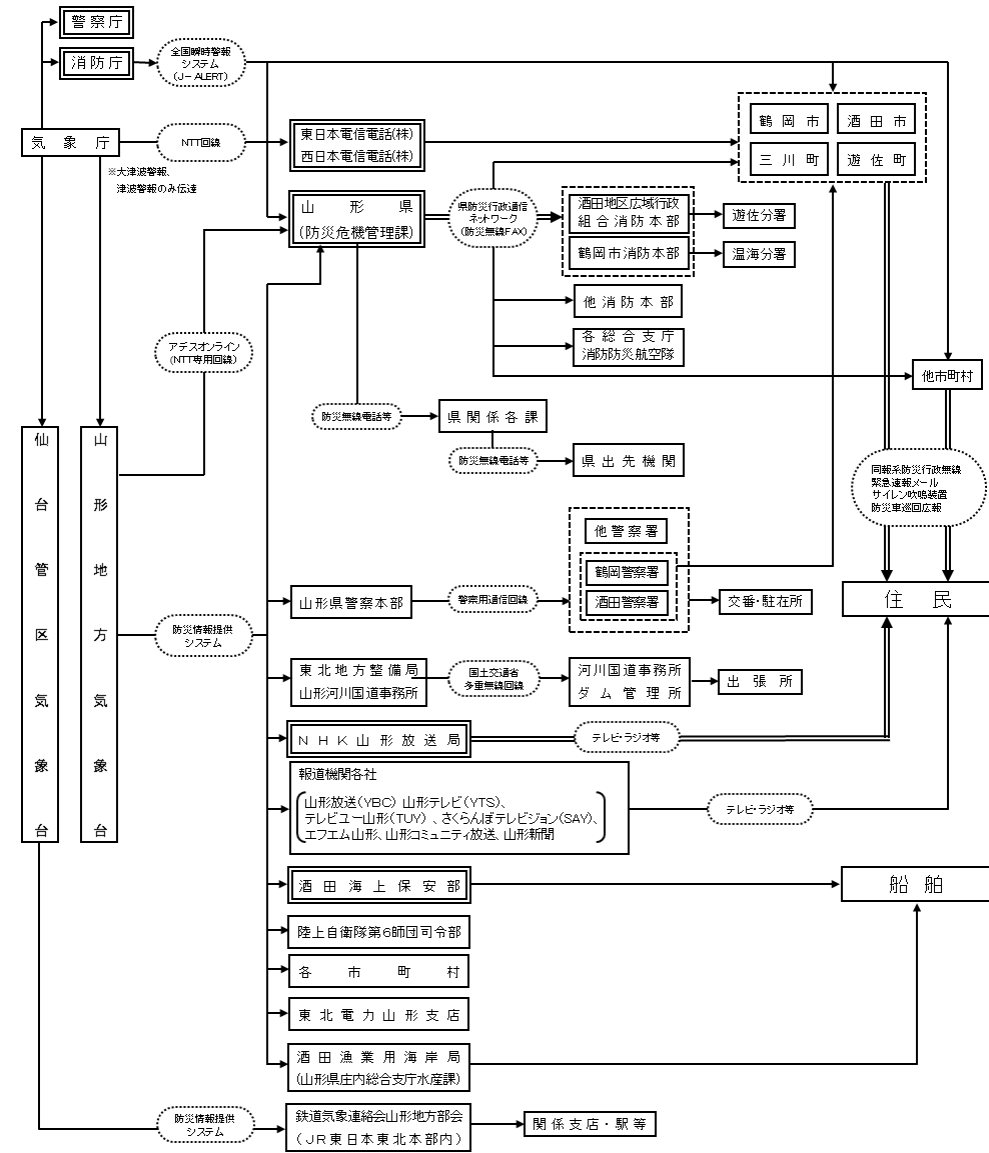 警察庁
消防庁
全国瞬時警報
システム
（J－ALERT）
気象庁
NTT回線
※大津波警報、
津波警報のみ伝達
東日本電信電話(株)
西日本電信電話(株)
鶴岡市
酒田市
三川町
遊佐町
山形県
(防災危機管理課)
県防災行政通信
ネットワーク
(防災無線FAX)
酒田地区広域行政
組合消防本部
遊佐分署
鶴岡市消防本部
温海分署
他消防本部
各総合支庁
消防防災航空隊
アデスオンライン
(NTT専用回線)
他市町村
防災無線電話等
県関係各課
防災無線電話等
県出先機関
仙台管区気象台
山形地方気象台
同報系防災行政無線
緊急速報メール
サイレン吹鳴装置
防災車巡回広報
他警察署
鶴岡警察署
酒田警察署
山形県警察本部
警察用通信回線
交番・駐在所
住民
防災情報提供
システム
東北地方整備局
山形河川国道事務所
国土交通省
多重無線回線
河川国道事務所
ダム管理所
出張所
NHK山形放送局
テレビ・ラジオ等
報道機関各社
山形放送(YBC) 山形テレビ(YTS)、
テレビユー山形(TUY) 、さくらんぼテレビジョン(SAY)、
エフエム山形、山形コミュニティ放送、山形新聞
テレビ・ラジオ等
酒田海上保安部
船舶
陸上自衛隊第6師団司令部
各市町村
東北電力山形支店
酒田漁業用海岸局
(山形県庄内総合支庁水産課)
防災情報提供
システム
鉄道気象連絡会山形地方部会
（JR東日本東北本部内）
関係支店・駅等